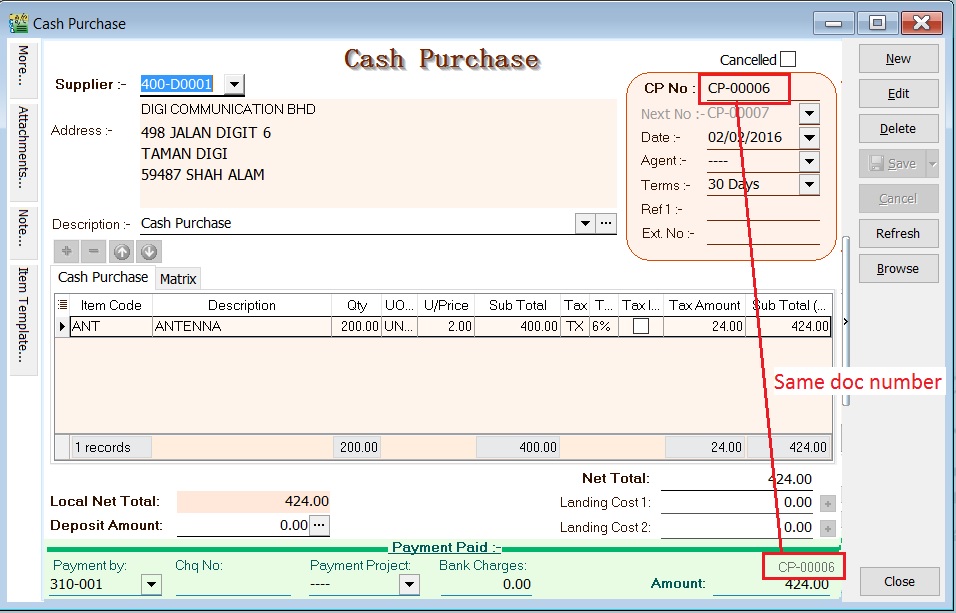 Cash Purchase
More...
Attachments...
Note...
Item Template...
Cash Purchase
Cancelled
Supplier :- 400-D0001
DIGI COMMUNICATION BHD
Address :- 498 JALAN DIGIT 6
TAMAN DIGI
59487 SHAH ALAM
CP No : CP-00006
Next No :- CP-00007
Date :- 02/02/2016
Agent :- ----
Terms :- 30 Days
Ref 1 :-
Ext. No :-
Description :- Cash Purchase
Cash Purchase Matrix
Item Code Description Qty UO... U/Price Sub Total Tax T... Tax I... Tax Amount Sub Total (...
ANT ANTENNA 200.00 UN... 2.00 400.00 TX 6% 24.00 424.00
Same doc number
1 records 200.00 400.00 24.00 424.00
Net Total: 424.00
Local Net Total: 424.00
Landing Cost 1: 0.00
Deposit Amount: 0.00
Landing Cost 2: 0.00
Payment Paid :-
Payment by: Chq No: Payment Project: Bank Charges: CP-00006
310-001 ---- 0.00 Amount: 424.00
New
Edit
Delete
Save
Cancel
Refresh
Browse
Close